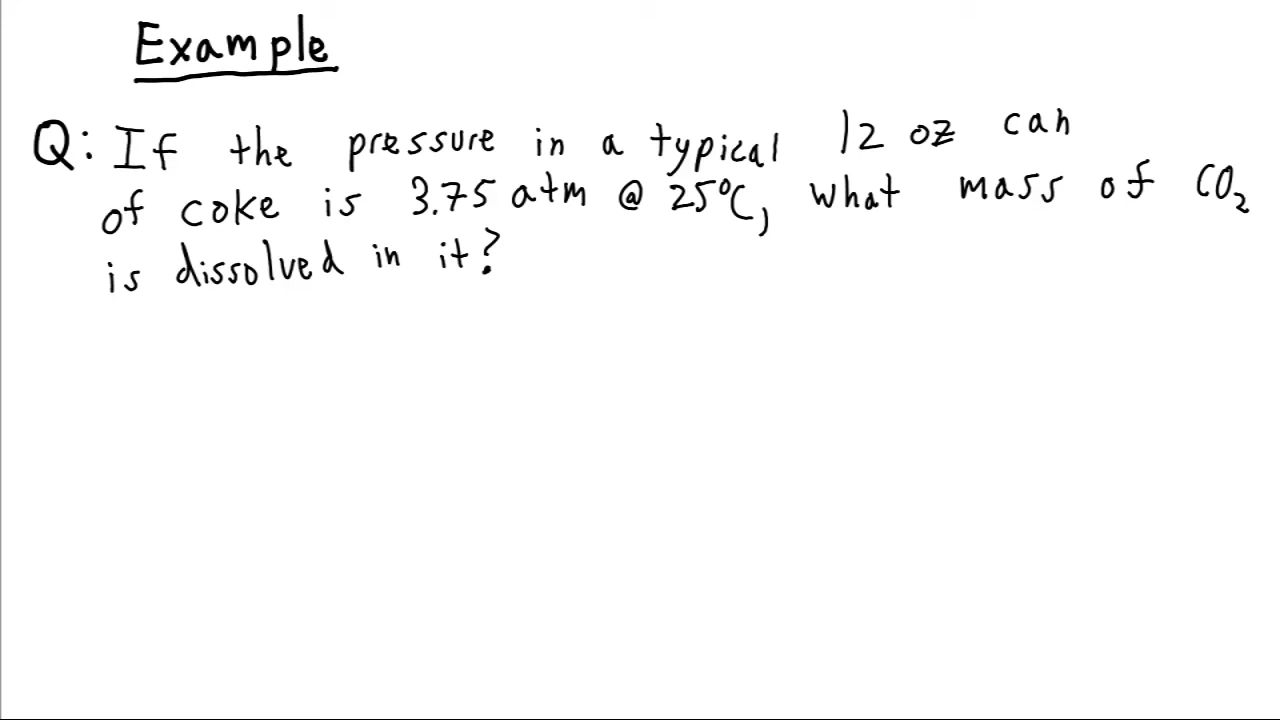 Example
Q: If the pressure in a typical 12 oz can
of coke is 3.75 atm @ 25°C, what mass of CO₂
is dissolved in it?